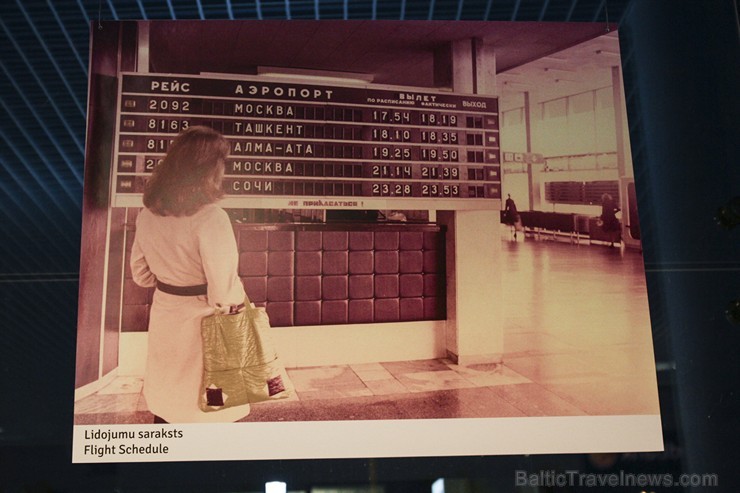 РЕЙС АЭРОПОРТ ВЫЛЕТ ВЫХОД
ПО РАСПИСАНИЮ ФАКТИЧЕСКИ
2092 МОСКВА 17.54 18.19
8163 ТАШКЕНТ 18.10 18.35
АЛМА-АТА 19.25 19.50
МОСКВА 21.14 21.39
СОЧИ 23.28 23.53
НЕ ПРИСЛАСАТЬСЯ !
Lidojumu saraksts
Flight Schedule
BalticTravelnews.com